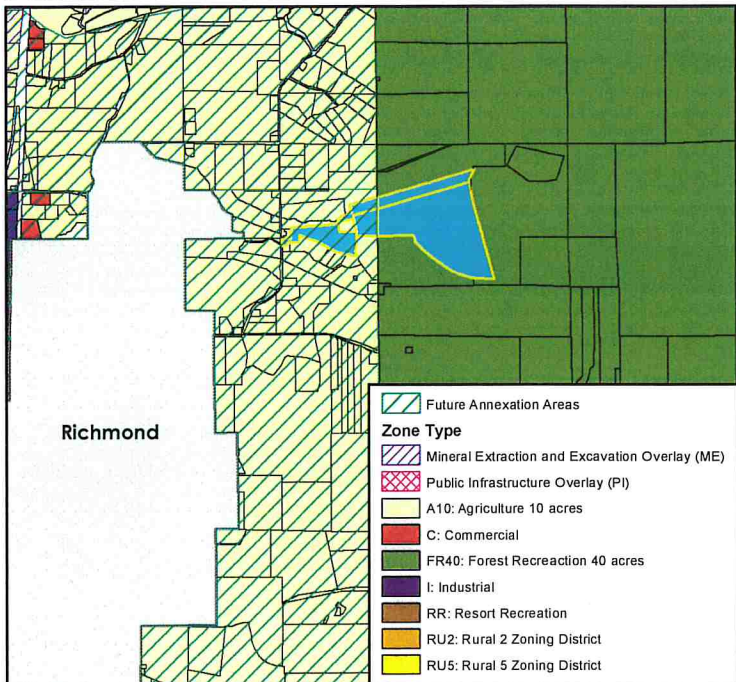 Richmond
Future Annexation Areas
Zone Type
Mineral Extraction and Excavation Overlay (ME)
Public Infrastructure Overlay (PI)
A10: Agriculture 10 acres
C: Commercial
FR40: Forest Recreaction 40 acres
I: Industrial
RR: Resort Recreation
RU2: Rural 2 Zoning District
RU5: Rural 5 Zoning District